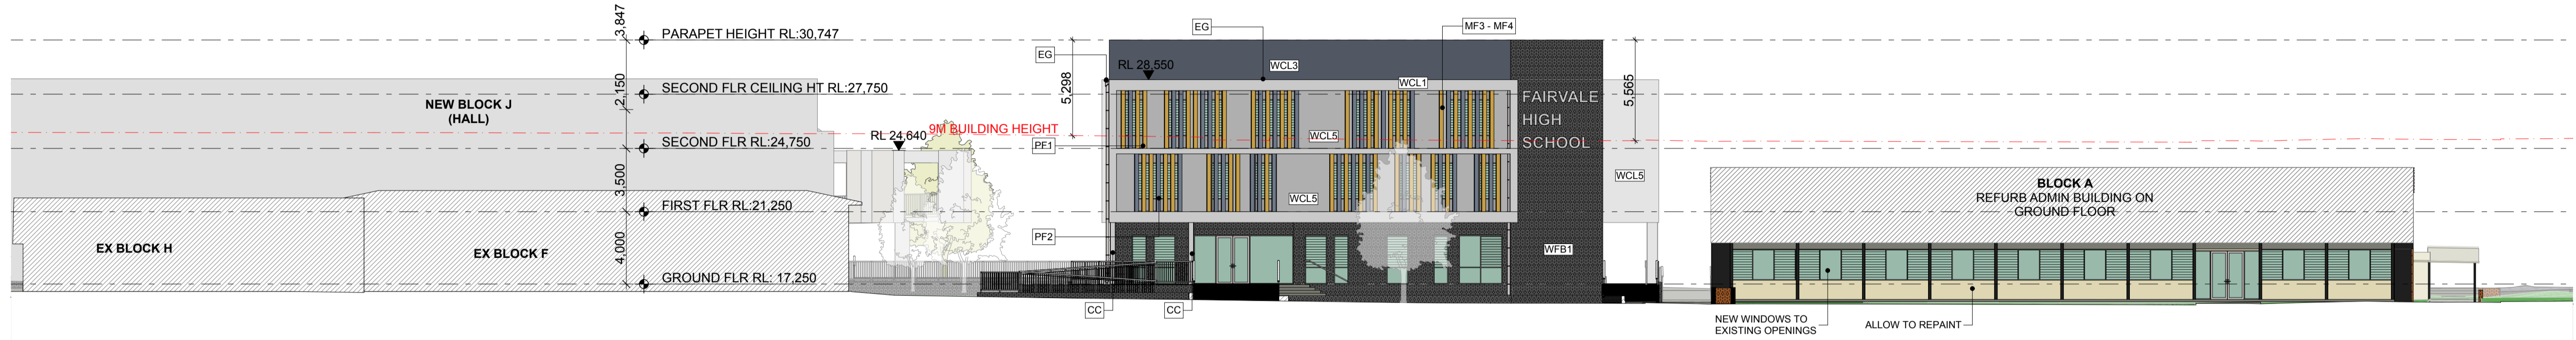 3,847
PARAPET HEIGHT RL:30,747
2,150
SECOND FLR CEILING HT RL:27,750
NEW BLOCK J
(HALL)
SECOND FLR RL:24,750
3,500
FIRST FLR RL:21,250
4,000
GROUND FLR RL: 17,250
EX BLOCK H
EX BLOCK F
RL 24,640
9M BUILDING HEIGHT
EG
EG
MF3 - MF4
5,298
RL 28,550
WCL3
WCL1
PF1
WCL5
WCL5
PF2
FAIRVALE
HIGH
SCHOOL
5,565
WCL5
WFB1
CC
CC
BLOCK A
REFURB ADMIN BUILDING ON
GROUND FLOOR
NEW WINDOWS TO
EXISTING OPENINGS
ALLOW TO REPAINT